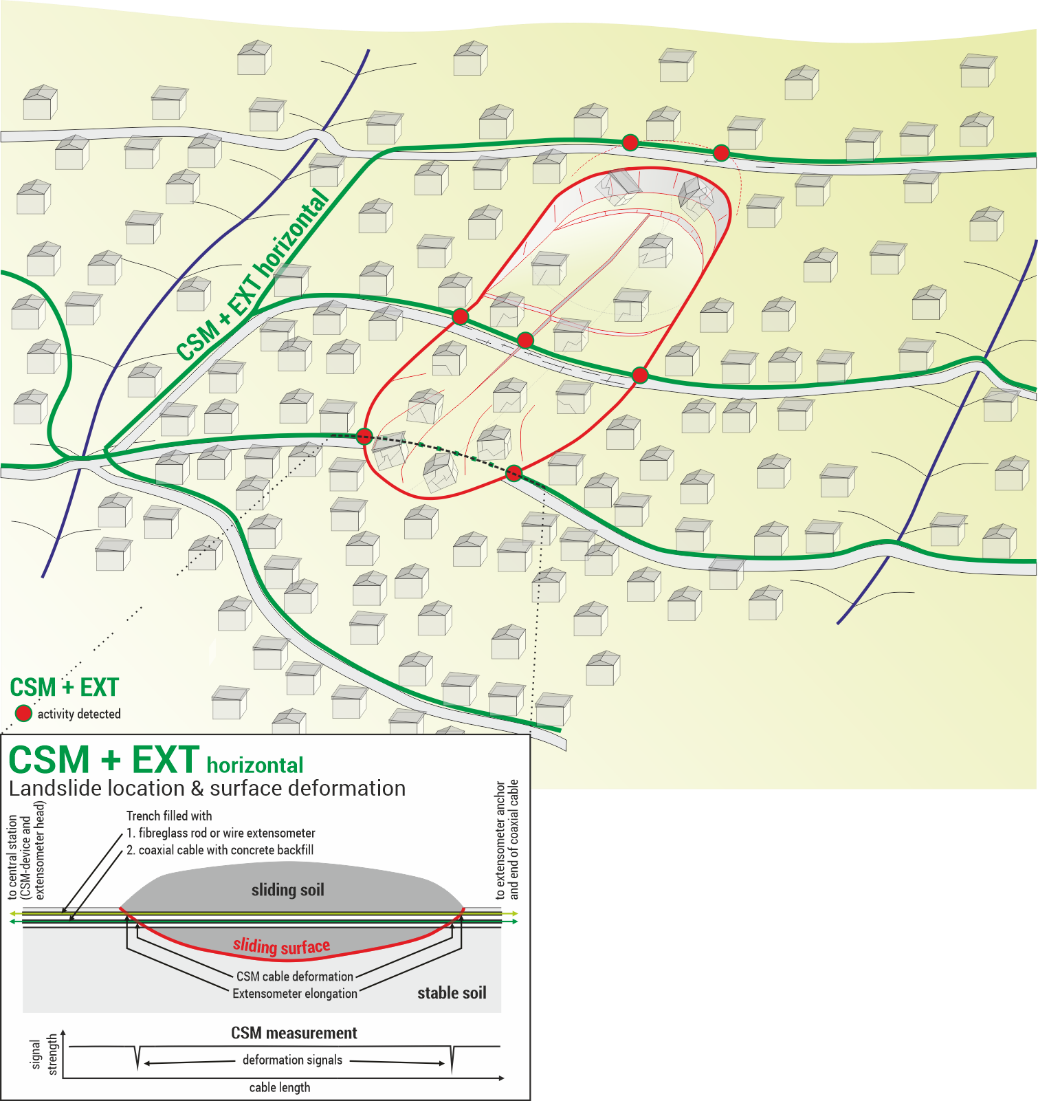 CSM + EXT horizontal
CSM + EXT
activity detected
CSM + EXT horizontal
Landslide location & surface deformation
to central station
(CSM-device and
extensometer head)
Trench filled with
1. fibreglass rod or wire extensometer
2. coaxial cable with concrete backfill
to extensometer anchor
and end of coaxial cable
sliding soil
sliding surface
CSM cable deformation
Extensometer elongation
stable soil
CSM measurement
signal
strength
deformation signals
cable length